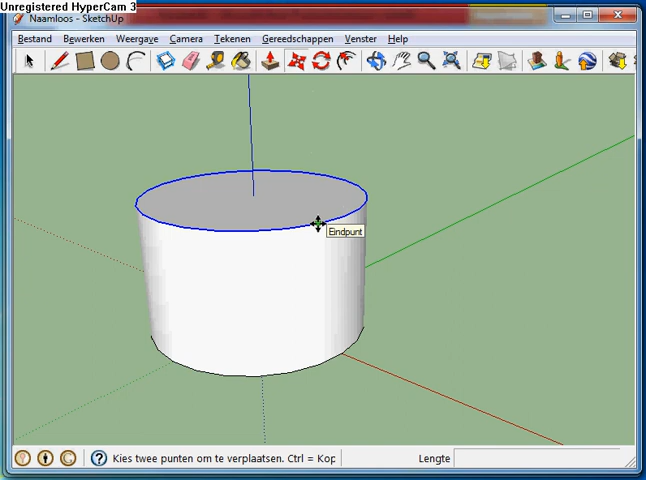 Unregistered HyperCam 3
Naamloos - SketchUp
Bestand Bewerken Weergave Camera Tekenen Gereedschappen Venster Help
Eindpunt
Kies twee punten om te verplaatsen. Ctrl = Kop Lengte